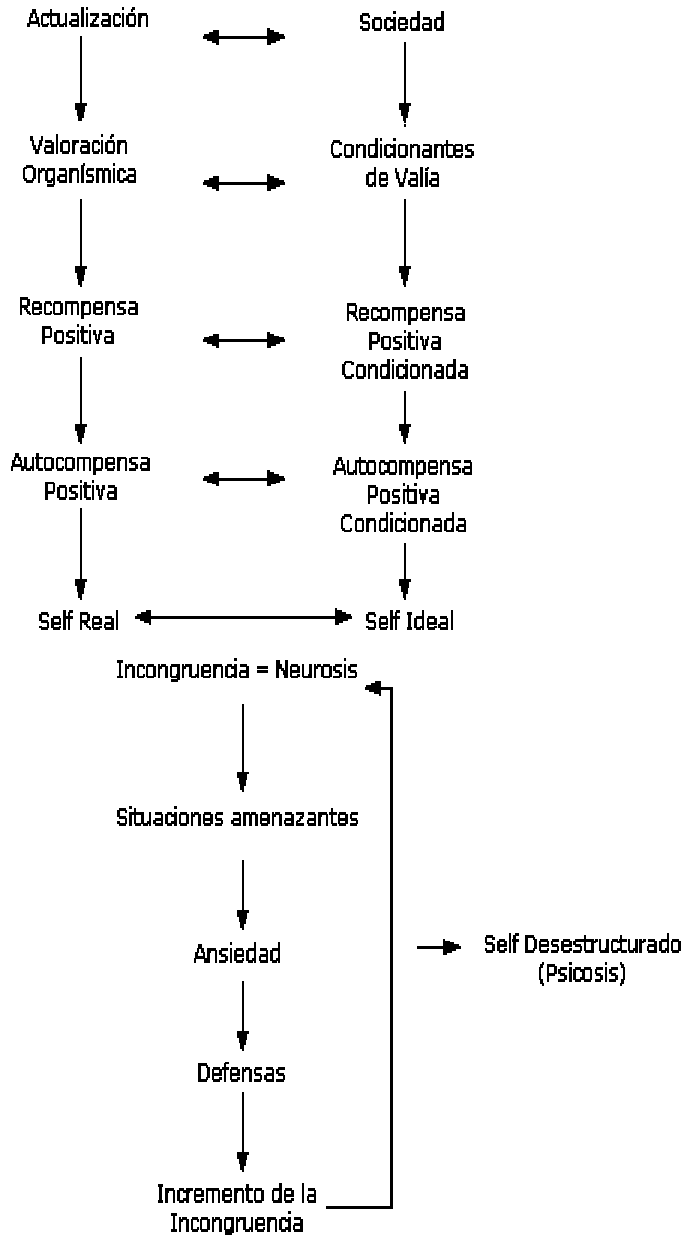 Actualización
Sociedad
Valoración
Organísmica
Condicionantes
de Valía
Recompensa
Positiva
Recompensa
Positiva
Condicionada
Autocompensa
Positiva
Autocompensa
Positiva
Condicionada
Self Real
Self Ideal
Incongruencia = Neurosis
Situaciones amenazantes
Ansiedad
Self Desestructurado
(Psicosis)
Defensas
Incremento de la
Incongruencia